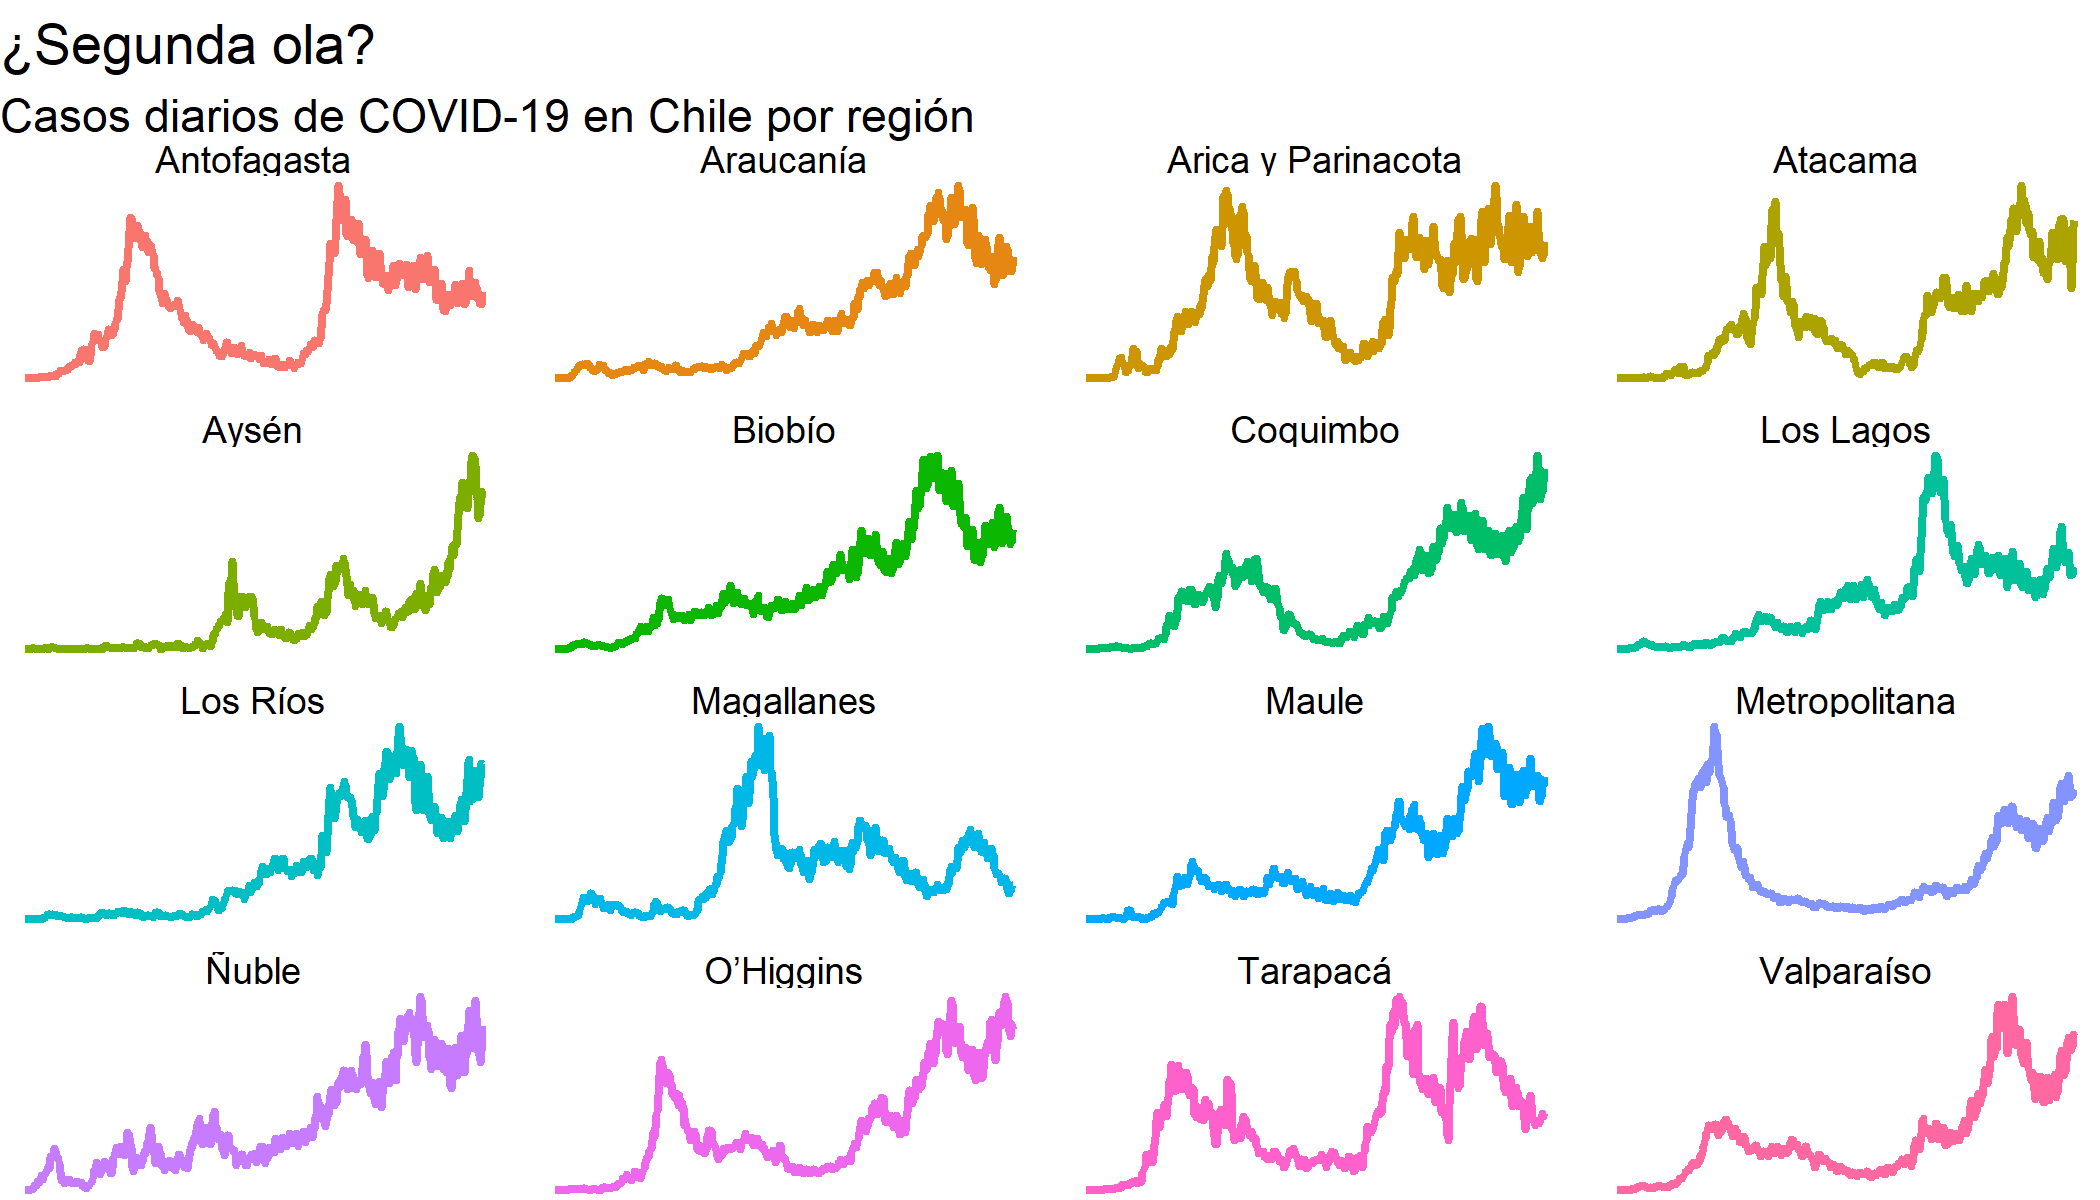 ¿Segunda ola?
Casos diarios de COVID-19 en Chile por región
Antofagasta Araucanía Arica y Parinacota Atacama
Aysén Biobío Coquimbo Los Lagos
Los Ríos Magallanes Maule Metropolitana
Ñuble O’Higgins Tarapacá Valparaíso